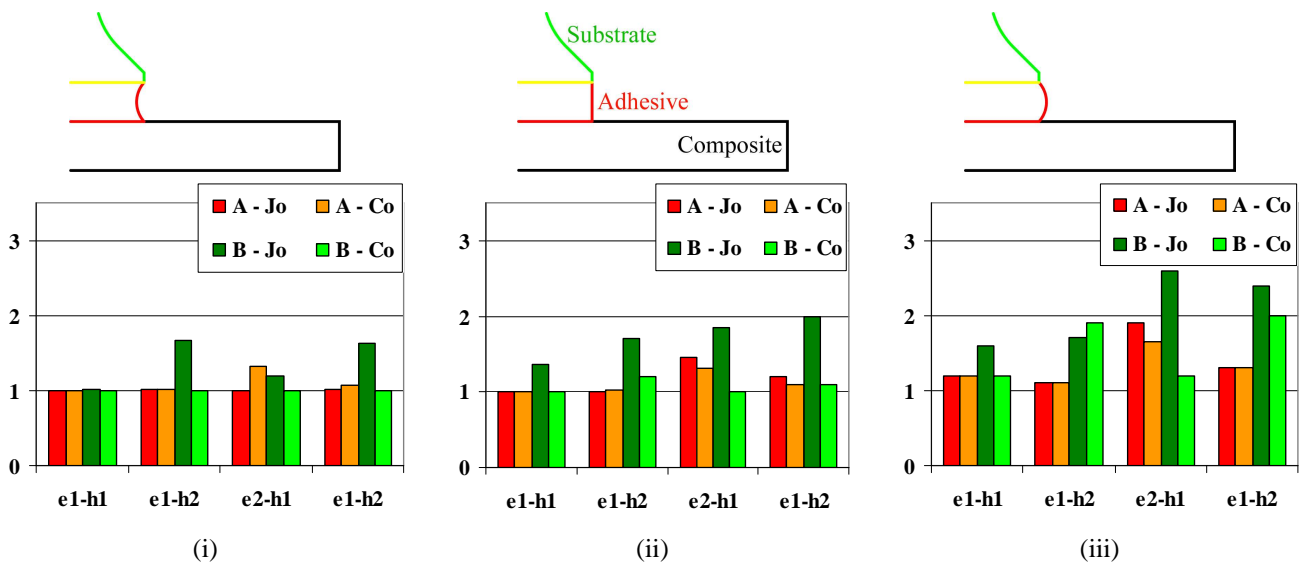 Substrate
Adhesive
Composite
A - Jo A - Co
B - Jo B - Co
3
2
1
0
e1-h1 e1-h2 e2-h1 e1-h2
(i)
A - Jo A - Co
B - Jo B - Co
3
2
1
0
e1-h1 e1-h2 e2-h1 e1-h2
(ii)
A - Jo A - Co
B - Jo B - Co
3
2
1
0
e1-h1 e1-h2 e2-h1 e1-h2
(iii)